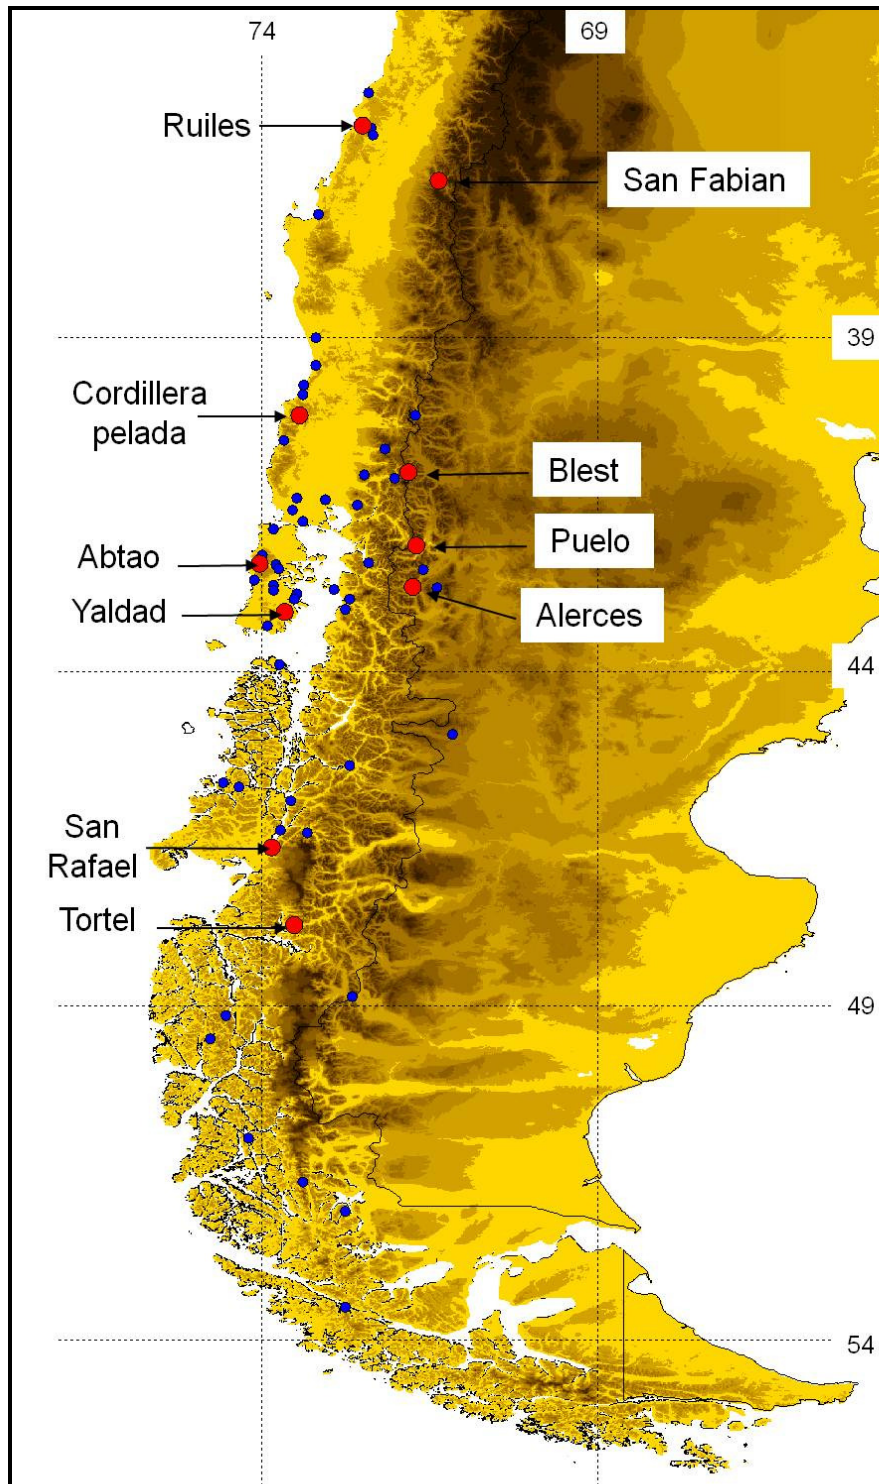 74
69
Ruiles
San Fabian
39
Cordillera
pelada
Blest
Abtao
Puelo
Yaldad
Alerces
44
San
Rafael
Tortel
49
54